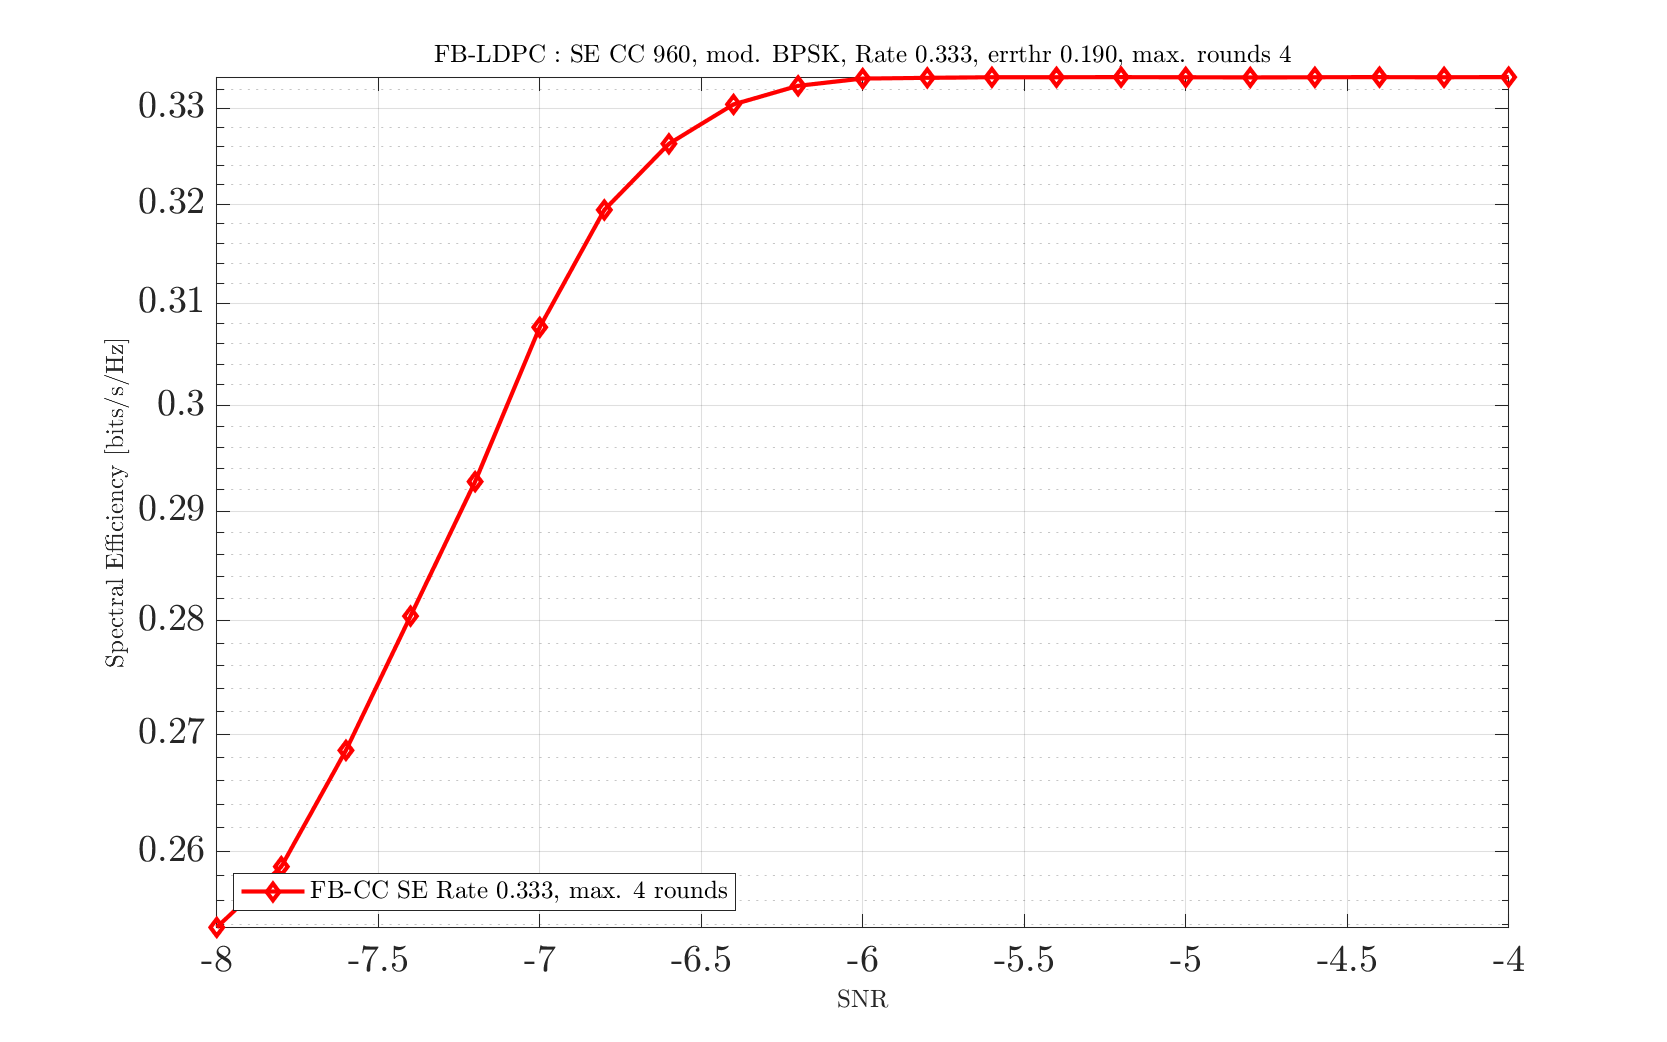 FB-LDPC : SE CC 960, mod. BPSK, Rate 0.333, errthr 0.190, max. rounds 4
0.33
0.32
0.31
0.3
0.29
0.28
0.27
0.26
Spectral Efficiency [bits/s/Hz]
FB-CC SE Rate 0.333, max. 4 rounds
-8 -7.5 -7 -6.5 -6 -5.5 -5 -4.5 -4
SNR